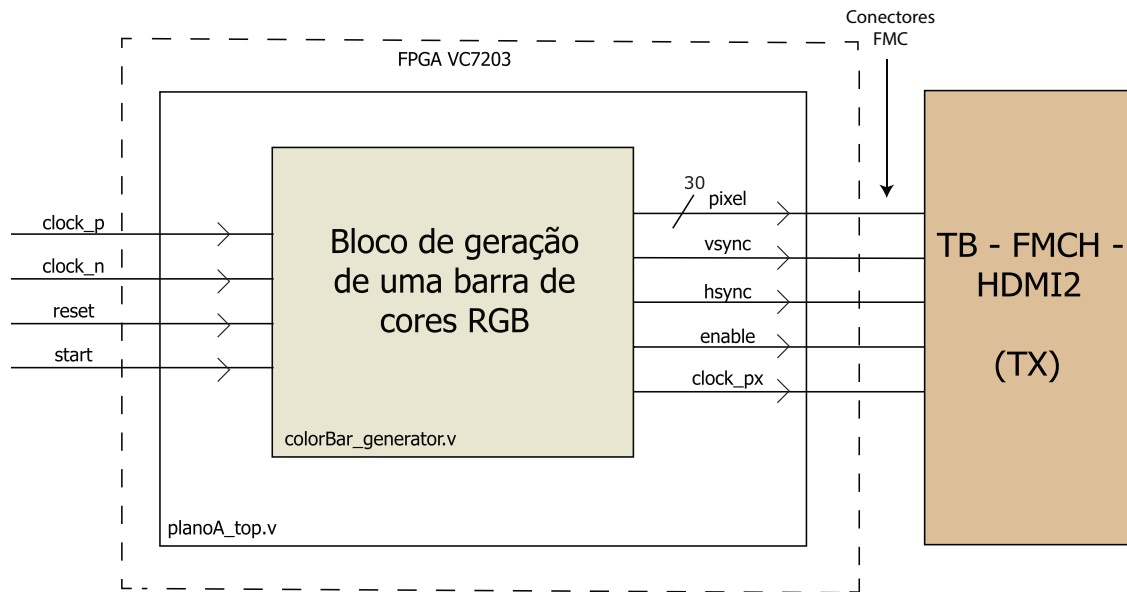 Conectores
FMC
FPGA VC7203
clock_p
clock_n
reset
start
Bloco de geração
de uma barra de
cores RGB
colorBar_generator.v
planoA_top.v
30
pixel
vsync
hsync
enable
clock_px
TB - FMCH -
HDMI2
(TX)